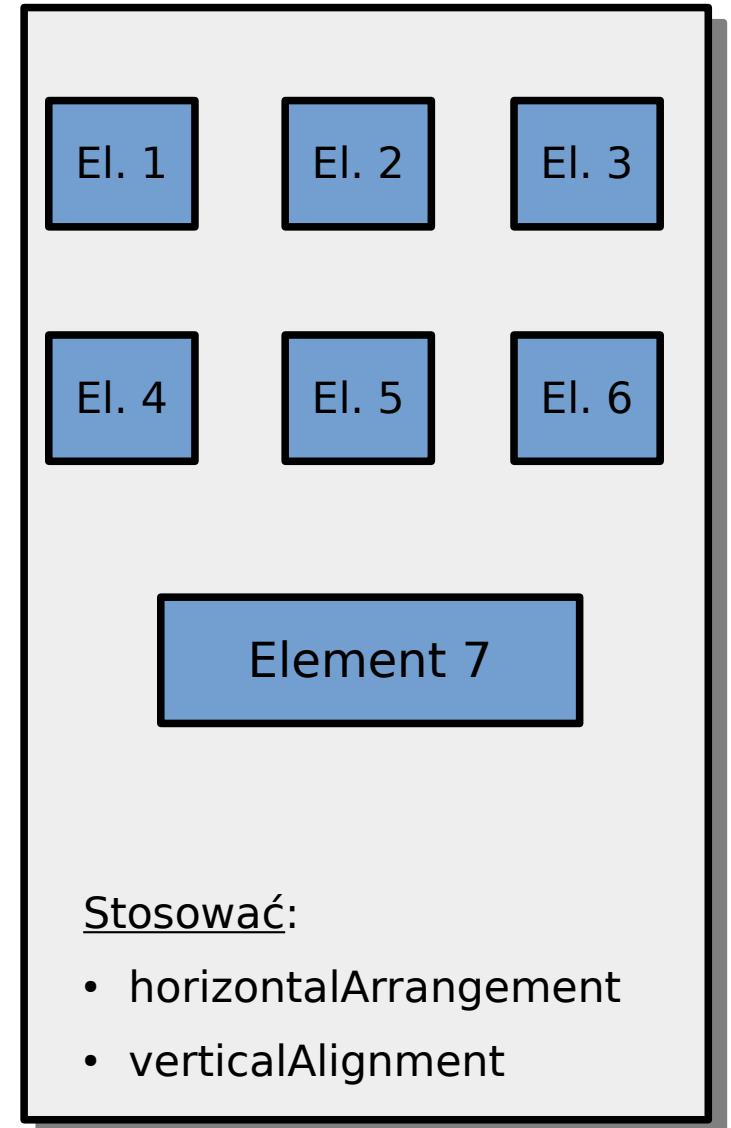 El. 1 El. 2 El. 3
El. 4 El. 5 El. 6
Element 7
Stosować:
• horizontalArrangement
• verticalAlignment